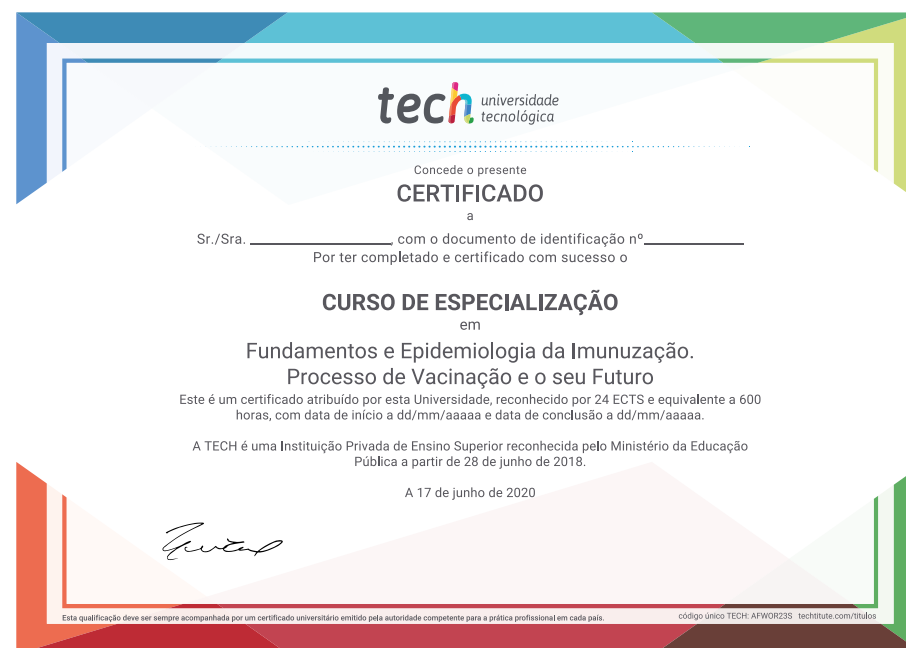 tech universidade
tecnológica
Concede o presente
CERTIFICADO
a
Sr./Sra. ________________, com o documento de identificação nº____________
Por ter completado e certificado com sucesso o
CURSO DE ESPECIALIZAÇÃO
em
Fundamentos e Epidemiologia da Imunuzação.
Processo de Vacinação e o seu Futuro
Este é um certificado atribuído por esta Universidade, reconhecido por 24 ECTS e equivalente a 600
horas, com data de início a dd/mm/aaaaa e data de conclusão a dd/mm/aaaaa.
A TECH é uma Instituição Privada de Ensino Superior reconhecida pelo Ministério da Educação
Pública a partir de 28 de junho de 2018.
A 17 de junho de 2020
Esta qualificação deve ser sempre acompanhada por um certificado universitário emitido pela autoridade competente para a prática profissional em cada país.
código único TECH: AFWOR23S techtitute.com/titulos